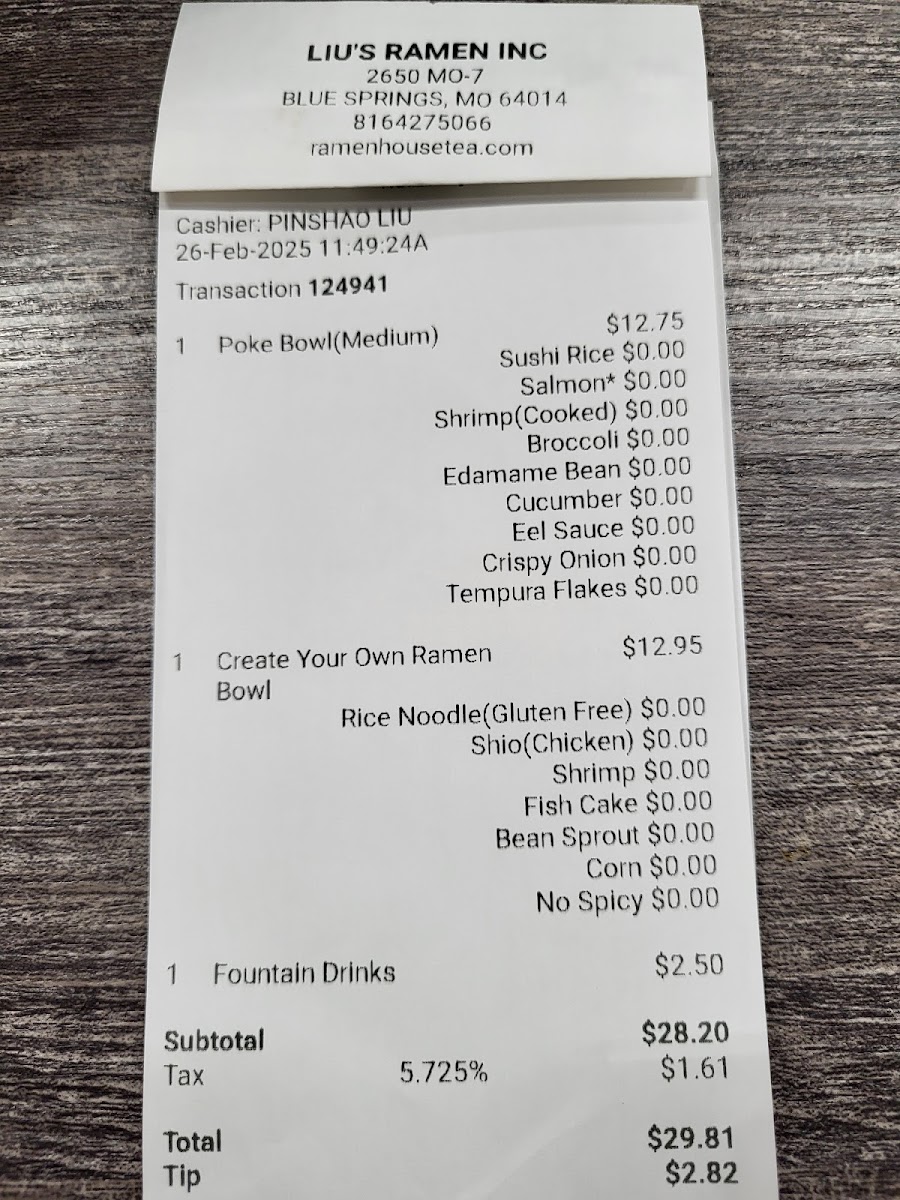 LIU'S RAMEN INC
2650 MO-7
BLUE SPRINGS, MO 64014
8164275066
ramenhousetea.com
Cashier: PINSHAO LIU
26-Feb-2025 11:49:24A
Transaction 124941
1 Poke Bowl(Medium) $12.75
Sushi Rice $0.00
Salmon* $0.00
Shrimp(Cooked) $0.00
Broccoli $0.00
Edamame Bean $0.00
Cucumber $0.00
Eel Sauce $0.00
Crispy Onion $0.00
Tempura Flakes $0.00
1 Create Your Own Ramen $12.95
Bowl
Rice Noodle(Gluten Free) $0.00
Shio(Chicken) $0.00
Shrimp $0.00
Fish Cake $0.00
Bean Sprout $0.00
Corn $0.00
No Spicy $0.00
1 Fountain Drinks $2.50
Subtotal $28.20
Tax 5.725% $1.61
Total $29.81
Tip $2.82